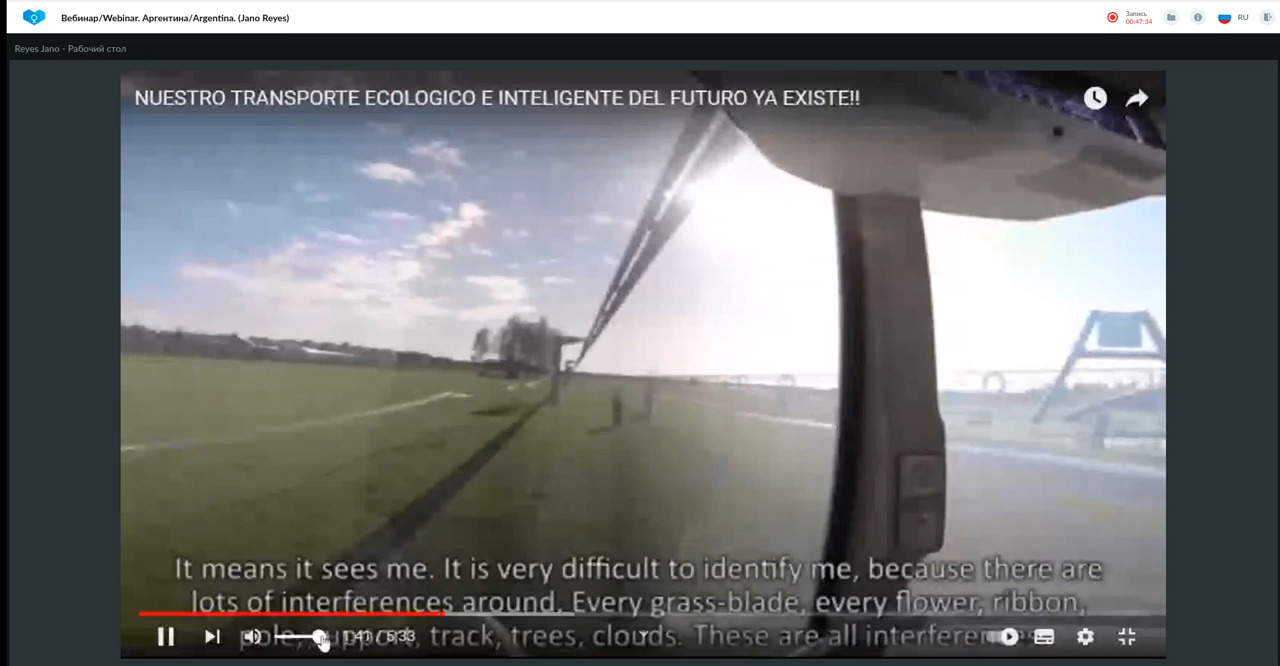 Вебинар/Webinar. Аргентина/Argentina. (Jano Reyes)
Запись
00:47:34
RU
Reyes Jano - Рабочий стол
NUESTRO TRANSPORTE ECOLOGICO E INTELIGENTE DEL FUTURO YA EXISTE!!
It means it sees me. It is very difficult to identify me, because there are
lots of interferences around. Every grass-blade, every flower, ribbon,
pole, support, track, trees, clouds. These are all interferen
1:41 / 5:33